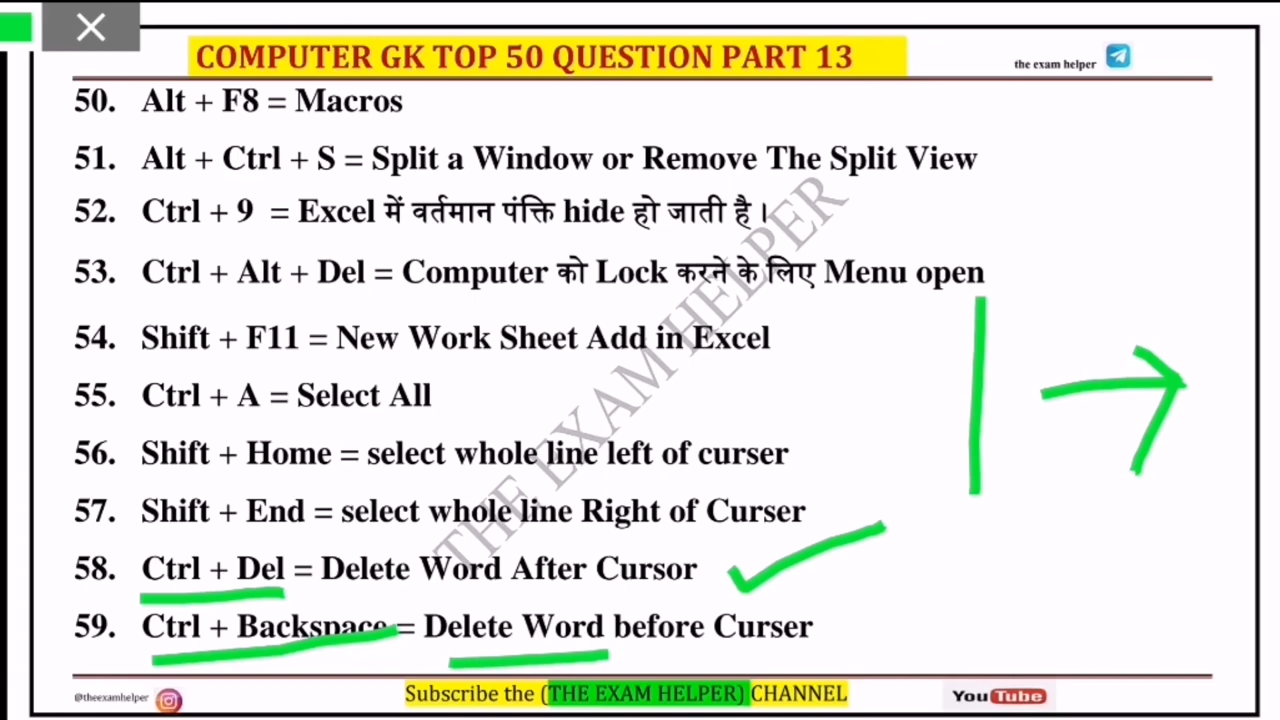 COMPUTER GK TOP 50 QUESTION PART 13
the exam helper
50. Alt + F8 = Macros
51. Alt + Ctrl + S = Split a Window or Remove The Split View
52. Ctrl + 9 = Excel में वर्तमान पंक्ति hide हो जाती है।
53. Ctrl + Alt + Del = Computer को Lock करने के लिए Menu open
54. Shift + F11 = New Work Sheet Add in Excel
55. Ctrl + A = Select All
56. Shift + Home = select whole line left of curser
57. Shift + End = select whole line Right of Curser
58. Ctrl + Del = Delete Word After Cursor
59. Ctrl + Backspace = Delete Word before Curser
THE EXAM HELPER
@theexamhelper
Subscribe the (THE EXAM HELPER) CHANNEL
YouTube